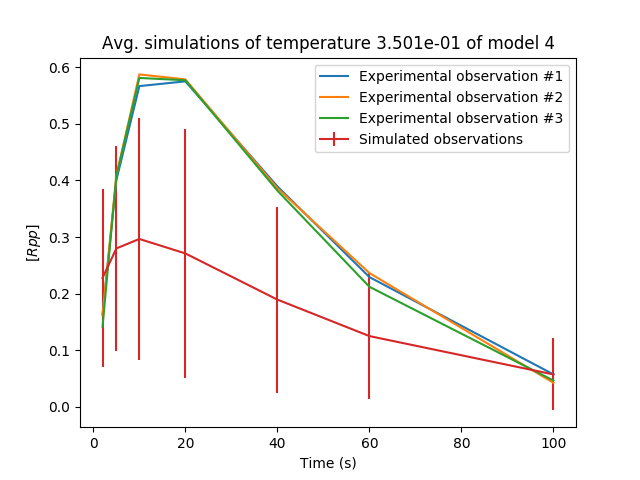 Avg. simulations of temperature 3.501e-01 of model 4
Experimental observation #1
Experimental observation #2
Experimental observation #3
Simulated observations
[Rpp]
0.6
0.5
0.4
0.3
0.2
0.1
0.0
0 20 40 60 80 100
Time (s)